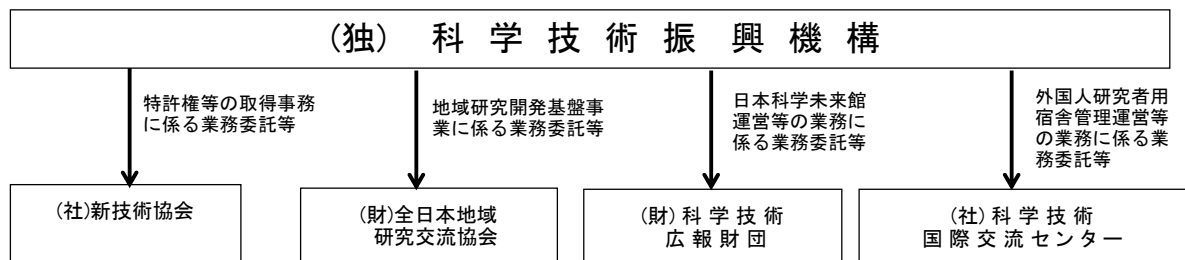 (独) 科学技術振興機構
特許権等の取得事務
に係る業務委託等
地域研究開発基盤事
業に係る業務委託等
日本科学未来館
運営等の業務に
係る業務委託等
外国人研究者用
宿舎管理運営等
の業務に係る業
務委託等
(社)新技術協会
(財)全日本地域
研究交流協会
(財)科学技術
広報財団
(社)科学技術
国際交流センター